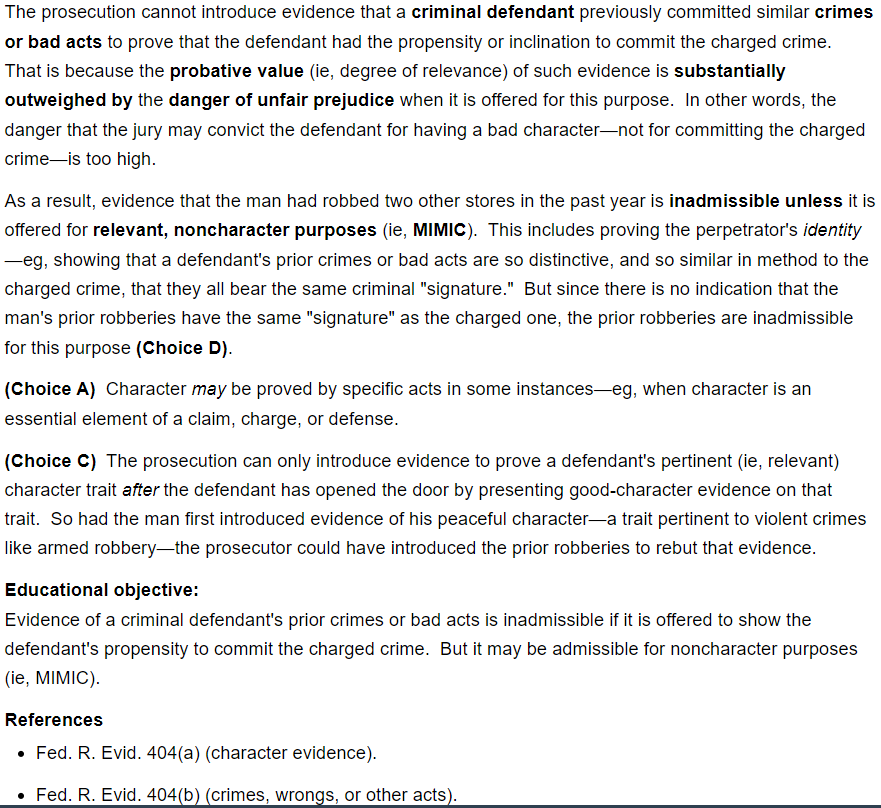 The prosecution cannot introduce evidence that a criminal defendant previously committed similar crimes
or bad acts to prove that the defendant had the propensity or inclination to commit the charged crime.
That is because the probative value (ie, degree of relevance) of such evidence is substantially
outweighed by the danger of unfair prejudice when it is offered for this purpose.  In other words, the
danger that the jury may convict the defendant for having a bad character—not for committing the charged
crime—is too high.
As a result, evidence that the man had robbed two other stores in the past year is inadmissible unless it is
offered for relevant, noncharacter purposes (ie, MIMIC).  This includes proving the perpetrator's identity
—eg, showing that a defendant's prior crimes or bad acts are so distinctive, and so similar in method to the
charged crime, that they all bear the same criminal "signature."  But since there is no indication that the
man's prior robberies have the same "signature" as the charged one, the prior robberies are inadmissible
for this purpose (Choice D).
(Choice A)  Character may be proved by specific acts in some instances—eg, when character is an
essential element of a claim, charge, or defense.
(Choice C)  The prosecution can only introduce evidence to prove a defendant's pertinent (ie, relevant)
character trait after the defendant has opened the door by presenting good-character evidence on that
trait.  So had the man first introduced evidence of his peaceful character—a trait pertinent to violent crimes
like armed robbery—the prosecutor could have introduced the prior robberies to rebut that evidence.
Educational objective:
Evidence of a criminal defendant's prior crimes or bad acts is inadmissible if it is offered to show the
defendant's propensity to commit the charged crime.  But it may be admissible for noncharacter purposes
(ie, MIMIC).
References
• Fed. R. Evid. 404(a) (character evidence).
• Fed. R. Evid. 404(b) (crimes, wrongs, or other acts).